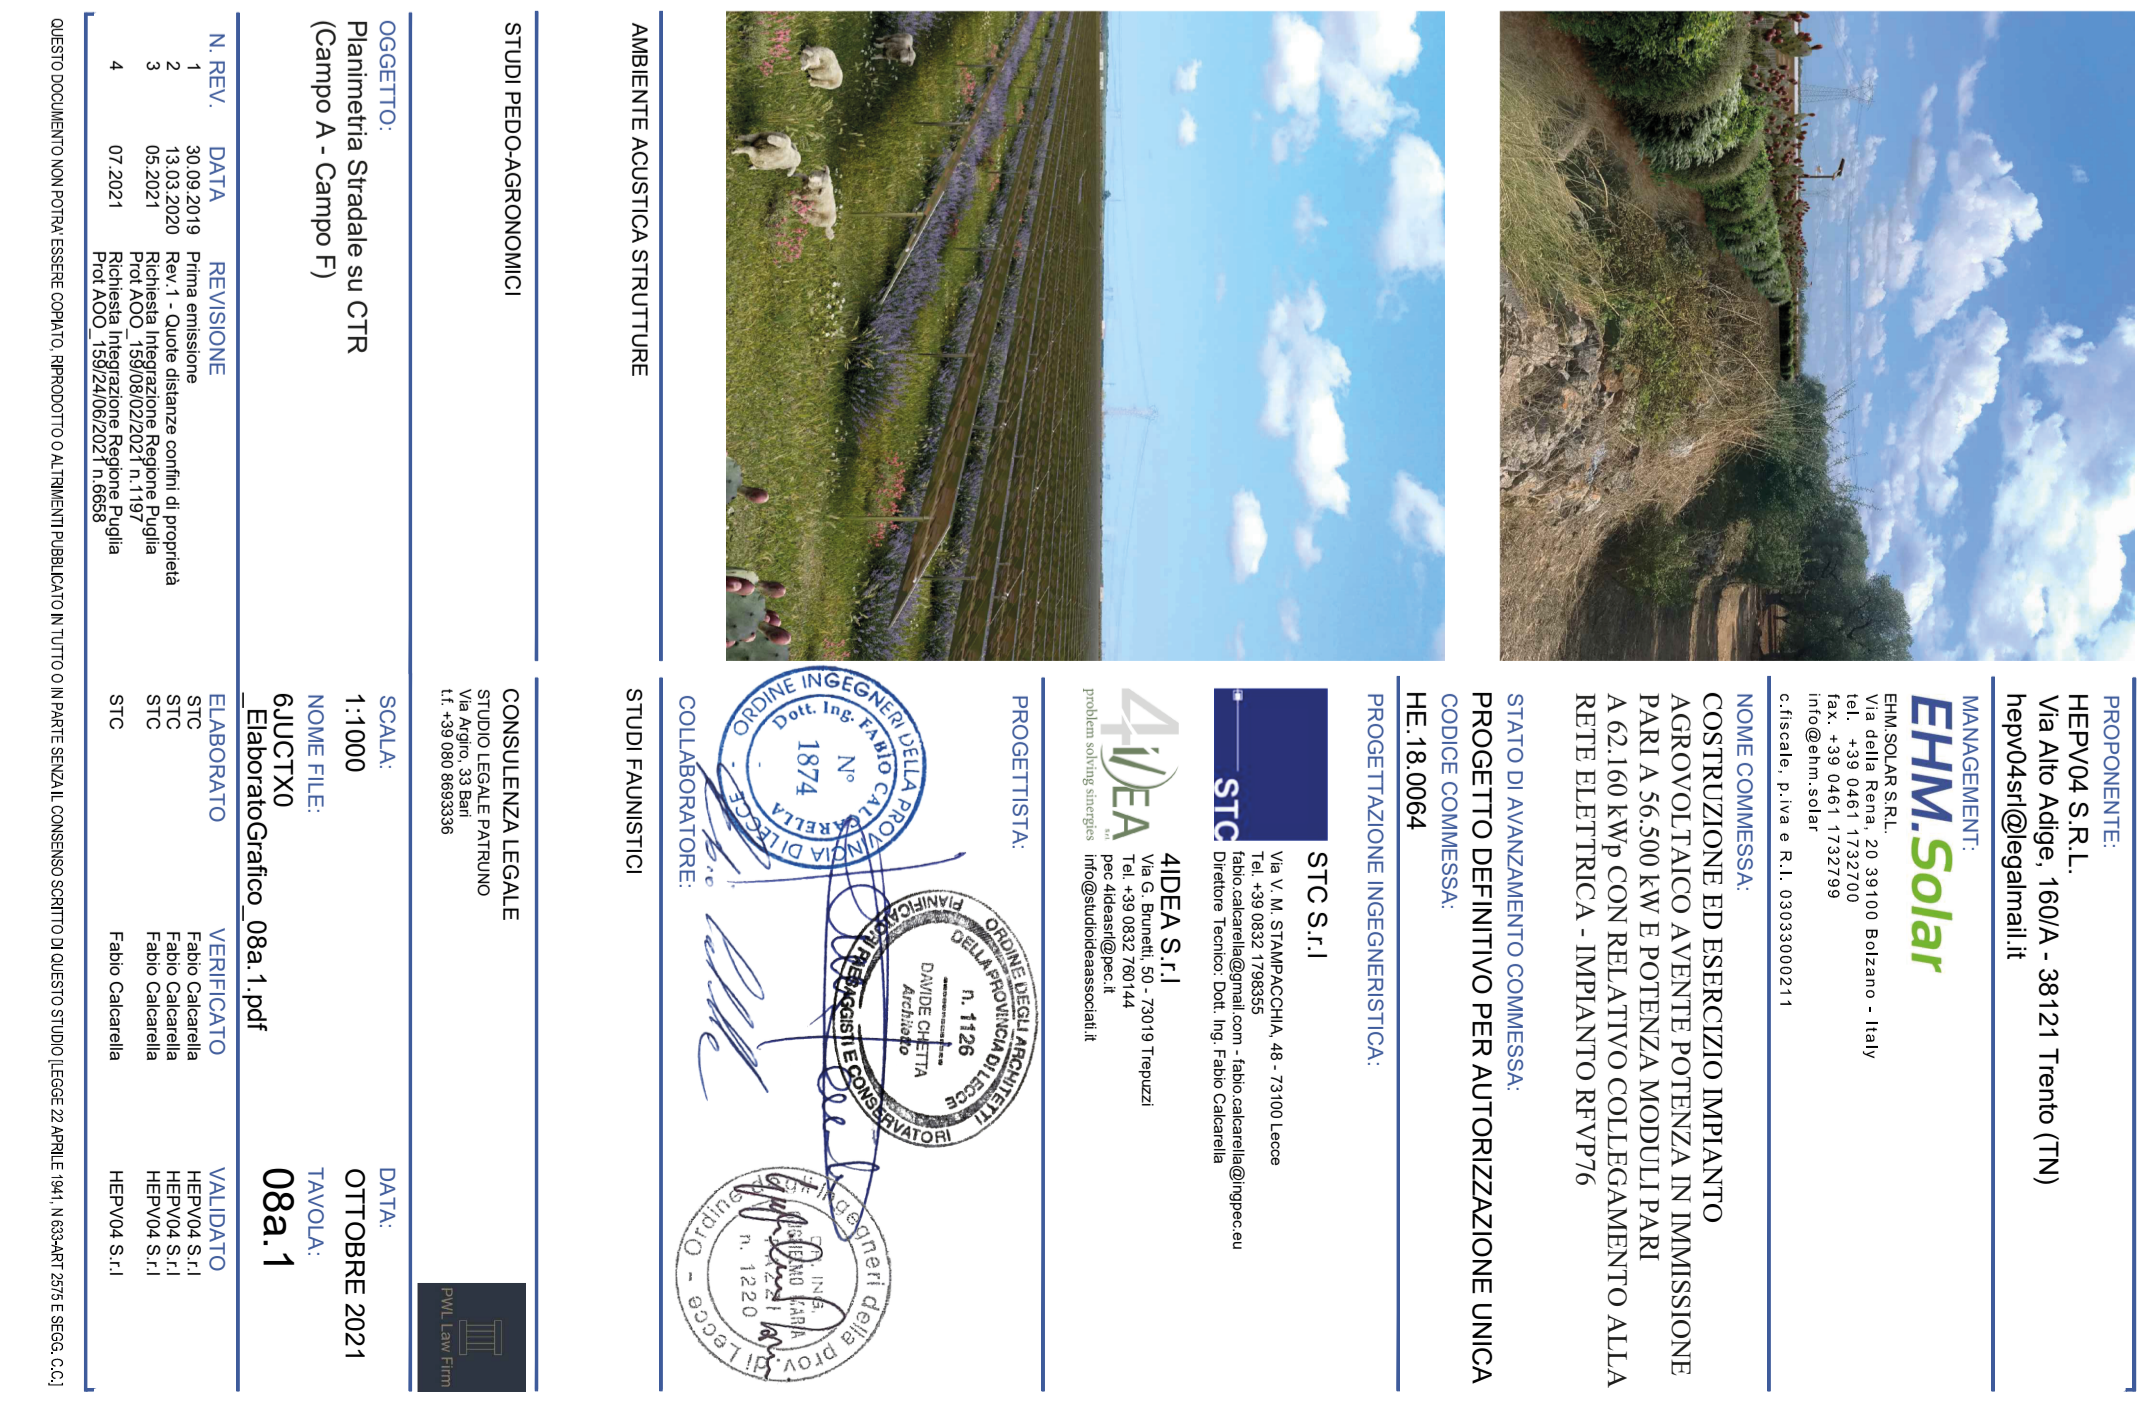 PROPONENTE:
HEPV04 S.R.L.
Via Alto Adige, 160/A - 38121 Trento (TN)
hepv04srl@legalmail.it
MANAGEMENT:
EHM.Solar
EHM.SOLAR S.R.L.
Via della Rena, 20 39100 Bolzano - Italy
tel. +39 0461 1732700
fax. +39 0461 1732799
info@ehm.solar
c.fiscale, p.iva e R.I. 03033000211
NOME COMMESSA:
COSTRUZIONE ED ESERCIZIO IMPIANTO
AGROVOLTAICO AVENTE POTENZA IN IMMISSIONE
PARI A 56.500 kW E POTENZA MODULI PARI
A 62.160 kWp CON RELATIVO COLLEGAMENTO ALLA
RETE ELETTRICA - IMPIANTO RFVP76
STATO DI AVANZAMENTO COMMESSA:
PROGETTO DEFINITIVO PER AUTORIZZAZIONE UNICA
CODICE COMMESSA:
HE.18.0064
PROGETTAZIONE INGEGNERISTICA:
STC
STC S.r.l
Via V. M. STAMPACCHIA, 48 - 73100 Lecce
Tel. +39 0832 1798355
fabio.calcarella@gmail.com - fabio.calcarella@ingpec.eu
Direttore Tecnico: Dott. Ing. Fabio Calcarella
4iDEA s.r.l.
problem solving sinergies
4IDEA S.r.l
Via G. Brunetti, 50 - 73019 Trepuzzi
Tel. +39 0832 760144
pec 4ideasrl@pec.it
info@studioideaassociati.it
PROGETTISTA:
ORDINE INGEGNERI DELLA PROVINCIA DI LECCE
Dott. Ing. FABIO CALCARELLA
N°
1874
ORDINE DEGLI ARCHITETTI
PIANIFICATORI PAESAGGISTI E CONSERVATORI
DELLA PROVINCIA DI LECCE
n. 1126
DAVIDE CHETTA
Architetto
Ordine degli Ingegneri della prov. di Lecce
ING.
n. 1220
COLLABORATORE:
AMBIENTE ACUSTICA STRUTTURE
STUDI FAUNISTICI
STUDI PEDO-AGRONOMICI
CONSULENZA LEGALE
STUDIO LEGALE PATRUNO
Via Argiro, 33 Bari
t.f. +39 080 8693336
PWL Law Firm
OGGETTO:
Planimetria Stradale su CTR
(Campo A - Campo F)
SCALA:
1:1000
DATA:
OTTOBRE 2021
NOME FILE:
6JUCTX0
_ElaboratoGrafico_08a.1.pdf
TAVOLA:
08a.1
N. REV. DATA REVISIONE ELABORATO VERIFICATO VALIDATO
1 30.09.2019 Prima emissione STC Fabio Calcarella HEPV04 S.r.l
2 13.03.2020 Rev.1 - Quote distanze confini di proprietà STC Fabio Calcarella HEPV04 S.r.l
3 05.2021 Richiesta Integrazione Regione Puglia STC Fabio Calcarella HEPV04 S.r.l
Prot AOO_159/08/02/2021 n.1197
4 07.2021 Richiesta Integrazione Regione Puglia STC Fabio Calcarella HEPV04 S.r.l
Prot AOO_159/24/06/2021 n.6658
QUESTO DOCUMENTO NON POTRA' ESSERE COPIATO, RIPRODOTTO O ALTRIMENTI PUBBLICATO IN TUTTO O IN PARTE SENZA IL CONSENSO SCRITTO DI QUESTO STUDIO [LEGGE 22 APRILE 1941, N 633-ART 2575 E SEGG. C.C.]